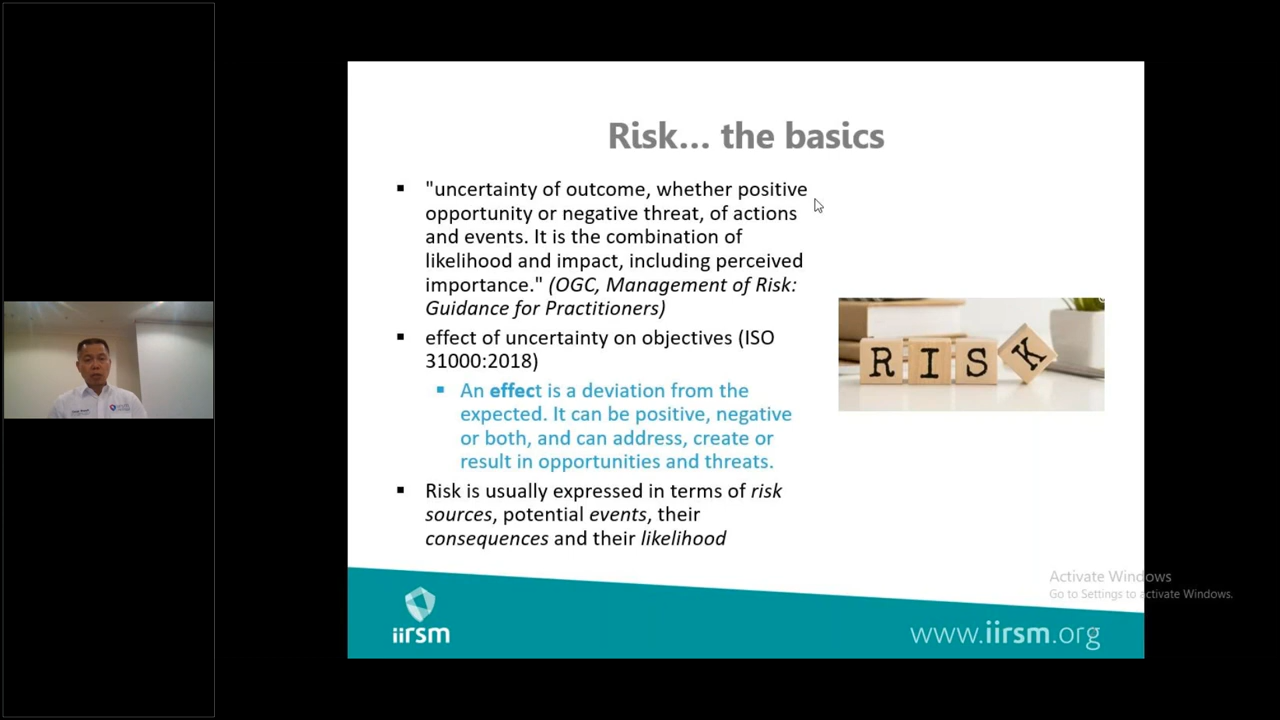 Risk... the basics
"uncertainty of outcome, whether positive
opportunity or negative threat, of actions
and events. It is the combination of
likelihood and impact, including perceived
importance." (OGC, Management of Risk:
Guidance for Practitioners)
effect of uncertainty on objectives (ISO
31000:2018)
An effect is a deviation from the
expected. It can be positive, negative
or both, and can address, create or
result in opportunities and threats.
Risk is usually expressed in terms of risk
sources, potential events, their
consequences and their likelihood
RISK
Activate Windows
Go to Settings to activate Windows.
iirsm
www.iirsm.org